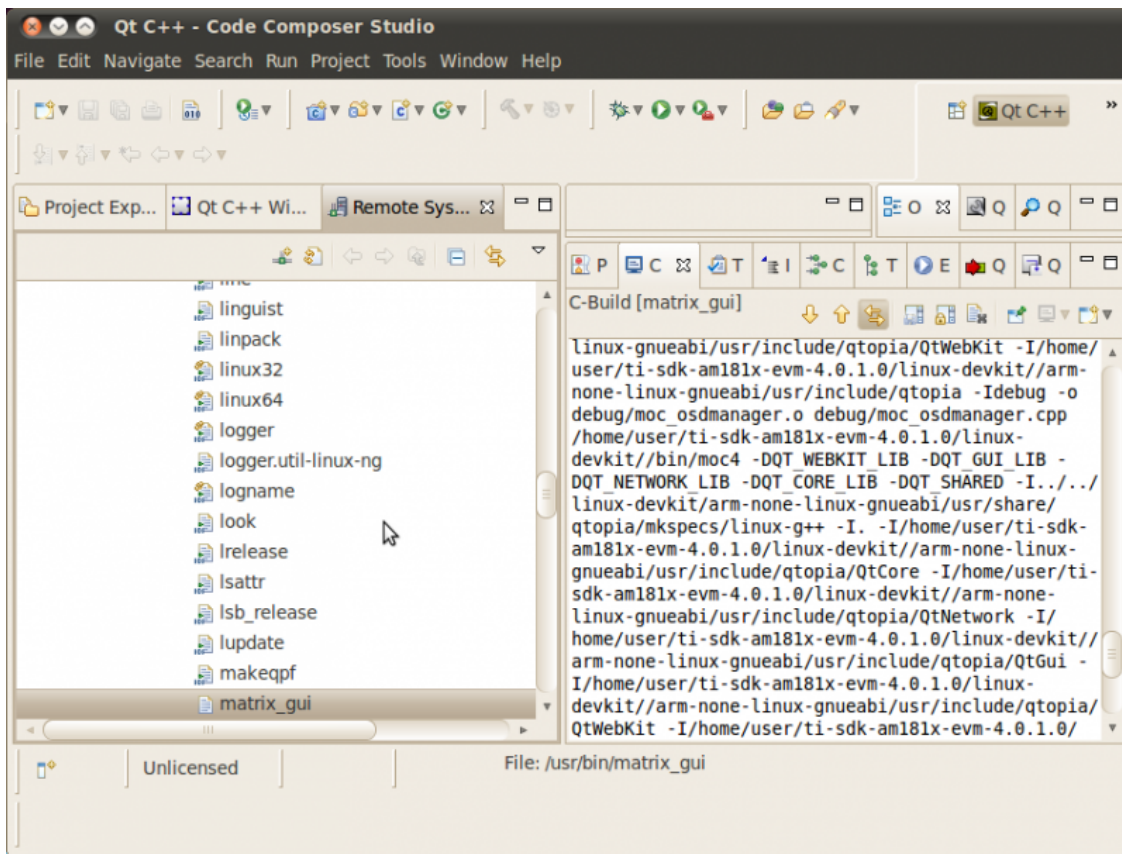 Qt C++ - Code Composer Studio
File Edit Navigate Search Run Project Tools Window Help
Qt C++ »
Project Exp... Qt C++ Wi... Remote Sys... O Q Q
P C T I C T E Q Q
linguist
linpack
linux32
linux64
logger
logger.util-linux-ng
logname
look
lrelease
lsattr
lsb_release
lupdate
makeqpf
matrix_gui
C-Build [matrix_gui]
linux-gnueabi/usr/include/qtopia/QtWebKit -I/home/
user/ti-sdk-am181x-evm-4.0.1.0/linux-devkit//arm-
none-linux-gnueabi/usr/include/qtopia -Idebug -o
debug/moc_osdmanager.o debug/moc_osdmanager.cpp
/home/user/ti-sdk-am181x-evm-4.0.1.0/linux-
devkit//bin/moc4 -DQT_WEBKIT_LIB -DQT_GUI_LIB -
DQT_NETWORK_LIB -DQT_CORE_LIB -DQT_SHARED -I../../
linux-devkit/arm-none-linux-gnueabi/usr/share/
qtopia/mkspecs/linux-g++ -I. -I/home/user/ti-sdk-
am181x-evm-4.0.1.0/linux-devkit//arm-none-linux-
gnueabi/usr/include/qtopia/QtCore -I/home/user/ti-
sdk-am181x-evm-4.0.1.0/linux-devkit//arm-none-
linux-gnueabi/usr/include/qtopia/QtNetwork -I/
home/user/ti-sdk-am181x-evm-4.0.1.0/linux-devkit//
arm-none-linux-gnueabi/usr/include/qtopia/QtGui -
I/home/user/ti-sdk-am181x-evm-4.0.1.0/linux-
devkit//arm-none-linux-gnueabi/usr/include/qtopia/
QtWebKit -I/home/user/ti-sdk-am181x-evm-4.0.1.0/
Unlicensed
File: /usr/bin/matrix_gui